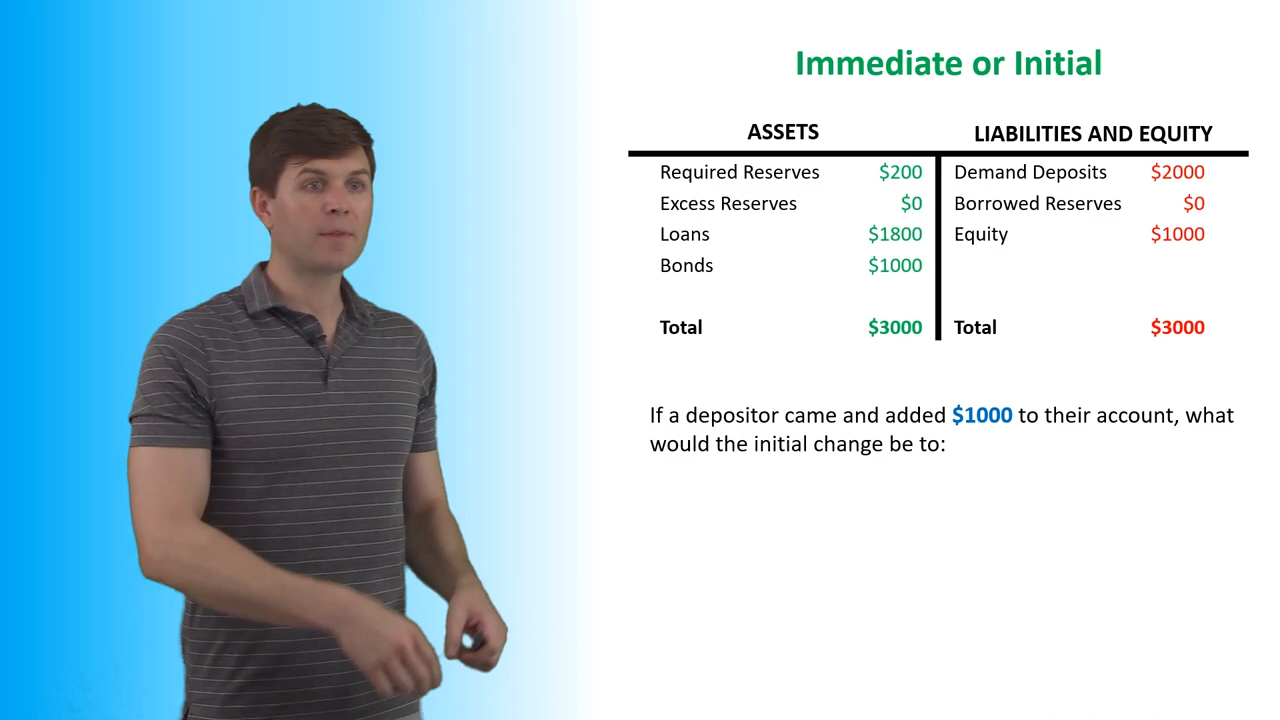 Immediate or Initial
ASSETS
LIABILITIES AND EQUITY
Required Reserves $200
Demand Deposits $2000
Excess Reserves $0
Borrowed Reserves $0
Loans $1800
Equity $1000
Bonds $1000
Total $3000
Total $3000
If a depositor came and added $1000 to their account, what
would the initial change be to: